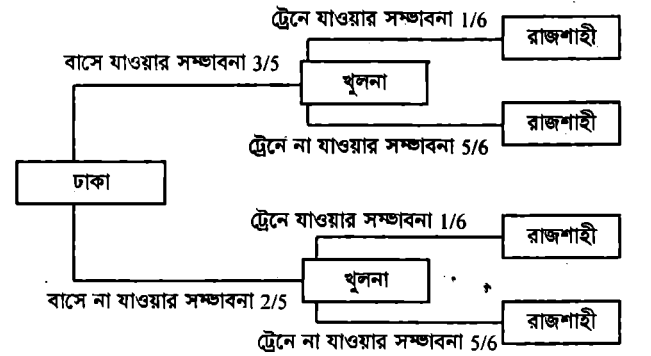 ট্রেনে যাওয়ার সম্ভাবনা 1/6
রাজশাহী
বাসে যাওয়ার সম্ভাবনা 3/5
খুলনা
রাজশাহী
ট্রেনে না যাওয়ার সম্ভাবনা 5/6
ঢাকা
ট্রেনে যাওয়ার সম্ভাবনা 1/6
রাজশাহী
খুলনা
বাসে না যাওয়ার সম্ভাবনা 2/5
রাজশাহী
ট্রেনে না যাওয়ার সম্ভাবনা 5/6